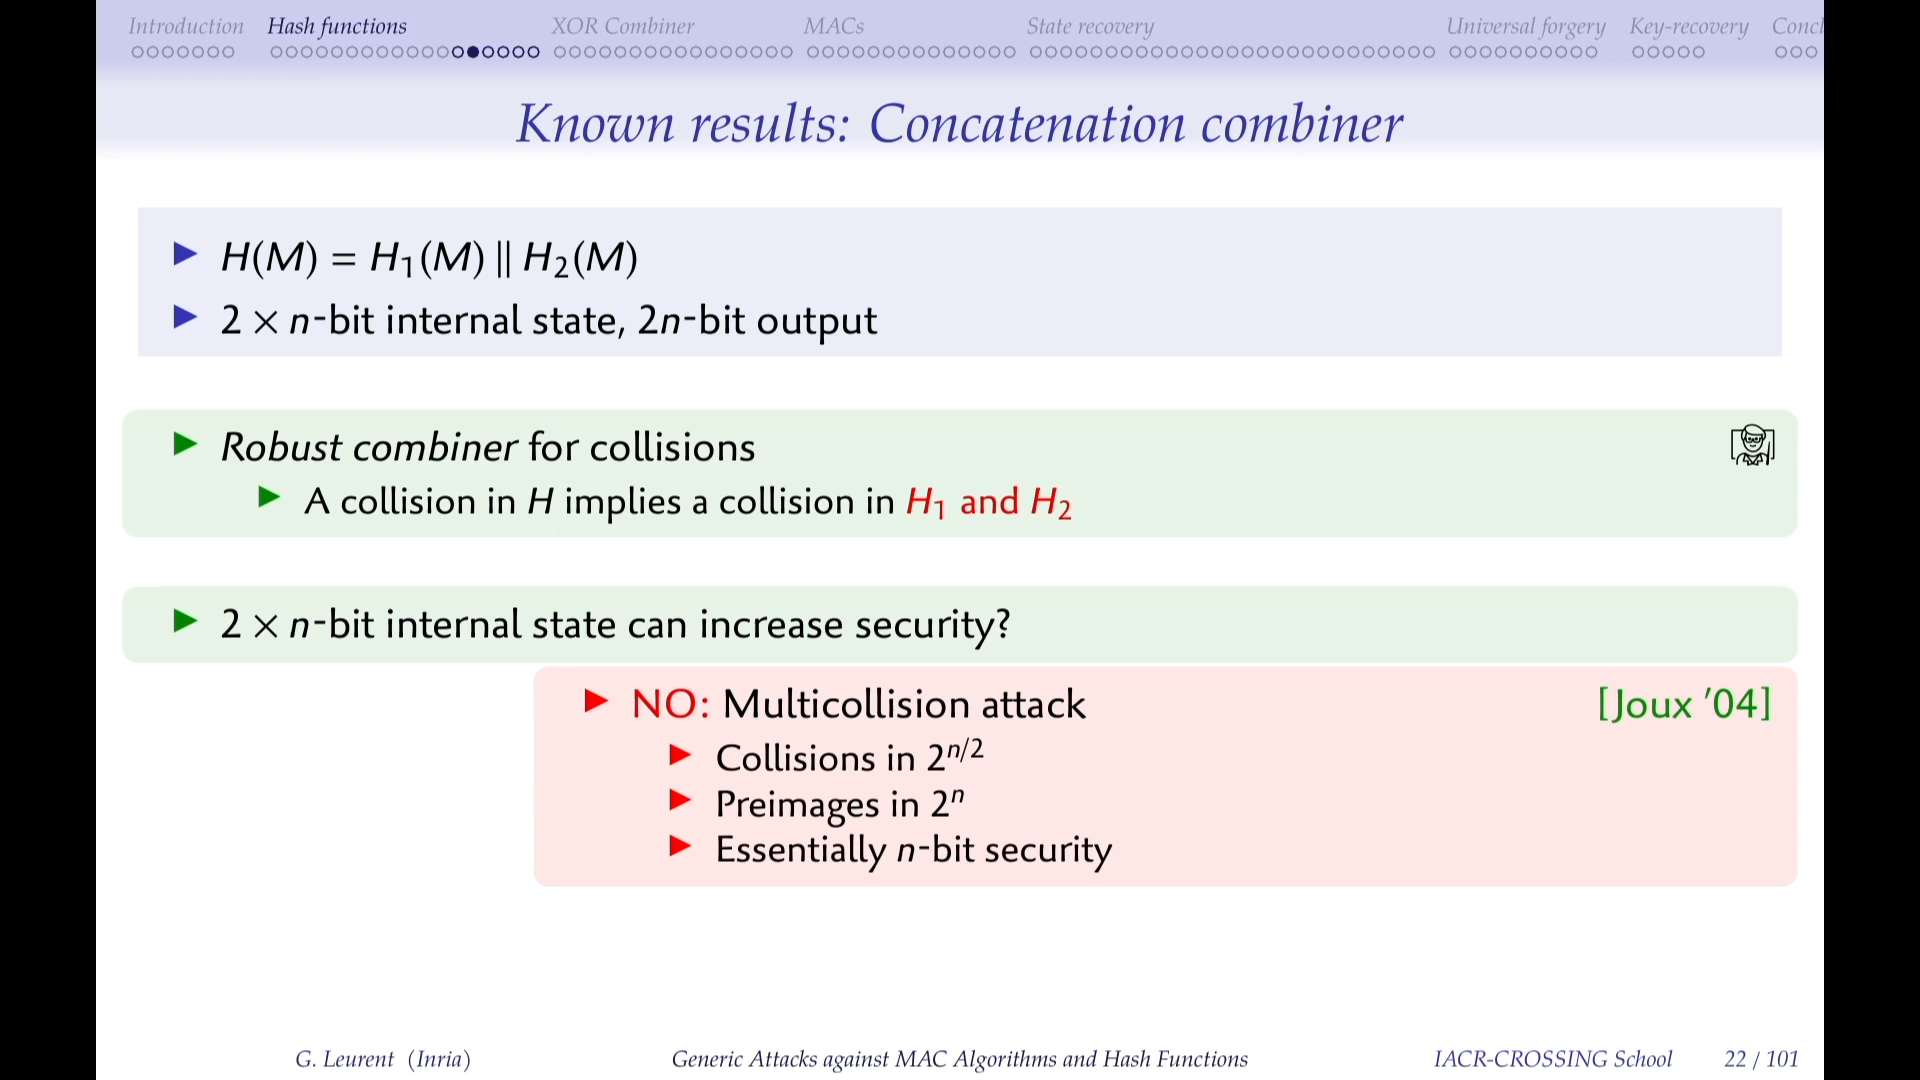 Introduction Hash functions XOR Combiner MACs State recovery Universal forgery Key-recovery Concl
Known results: Concatenation combiner
▶ H(M) = H₁(M) ∥ H₂(M)
▶ 2 × n-bit internal state, 2n-bit output
▶ Robust combiner for collisions
▶ A collision in H implies a collision in H₁ and H₂
▶ 2 × n-bit internal state can increase security?
▶ NO: Multicollision attack [Joux ’04]
▶ Collisions in 2^{n/2}
▶ Preimages in 2^n
▶ Essentially n-bit security
G. Leurent (Inria) Generic Attacks against MAC Algorithms and Hash Functions IACR-CROSSING School 22 / 101